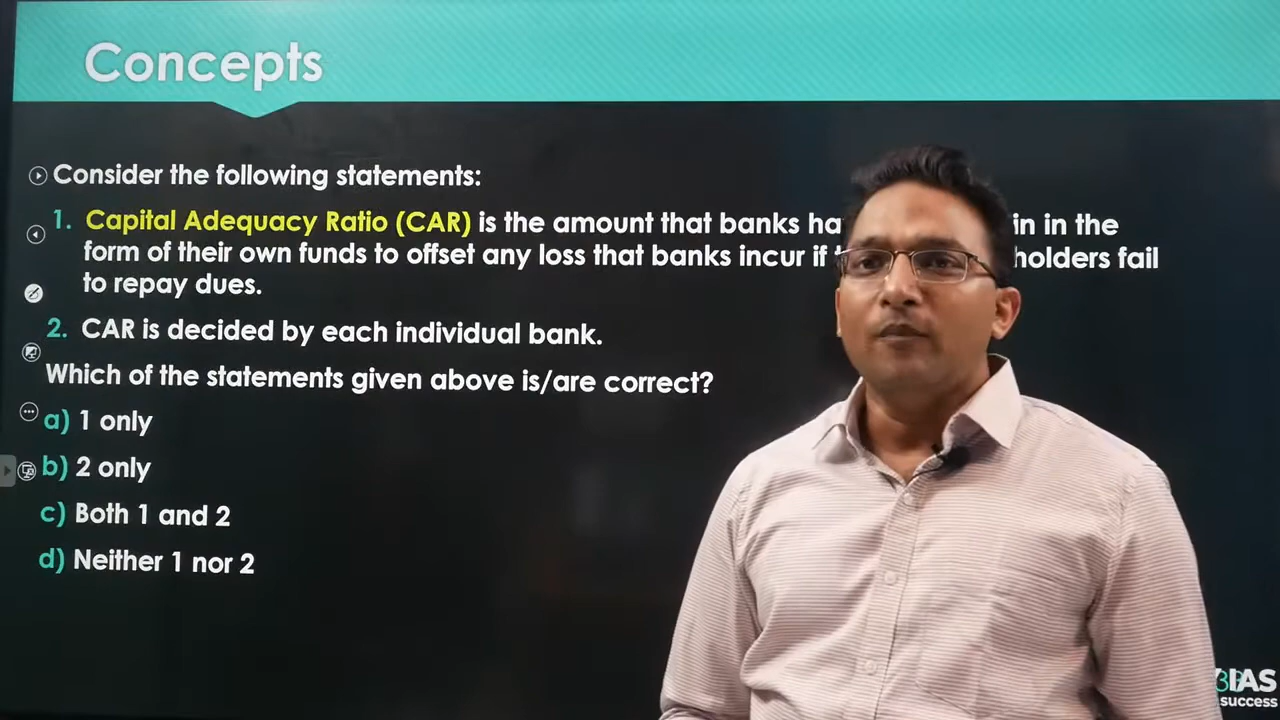 Concepts
Consider the following statements:
1. Capital Adequacy Ratio (CAR) is the amount that banks in in the
form of their own funds to offset any loss that banks incur if holders fail
to repay dues.
2. CAR is decided by each individual bank.
Which of the statements given above is/are correct?
a) 1 only
b) 2 only
c) Both 1 and 2
d) Neither 1 nor 2
IAS
success